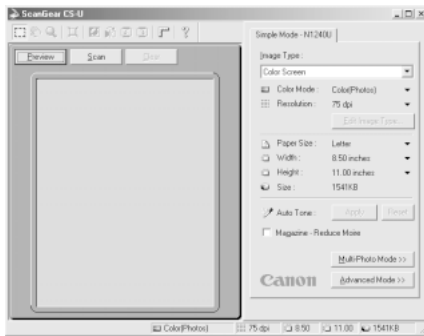 ScanGear CS-U
Preview
Scan
Clear
Simple Mode - N1240U
Image Type :
Color Screen
Color Mode : Color(Photos)
Resolution : 75 dpi
Edit Image Type...
Paper Size : Letter
Width : 8.50 inches
Height : 11.00 inches
Size : 1541KB
Auto Tone : Apply Reset
Magazine - Reduce Moire
Multi-Photo Mode >>
Canon
Advanced Mode >>
Color(Photos) 75 dpi 8.50 11.00 1541KB